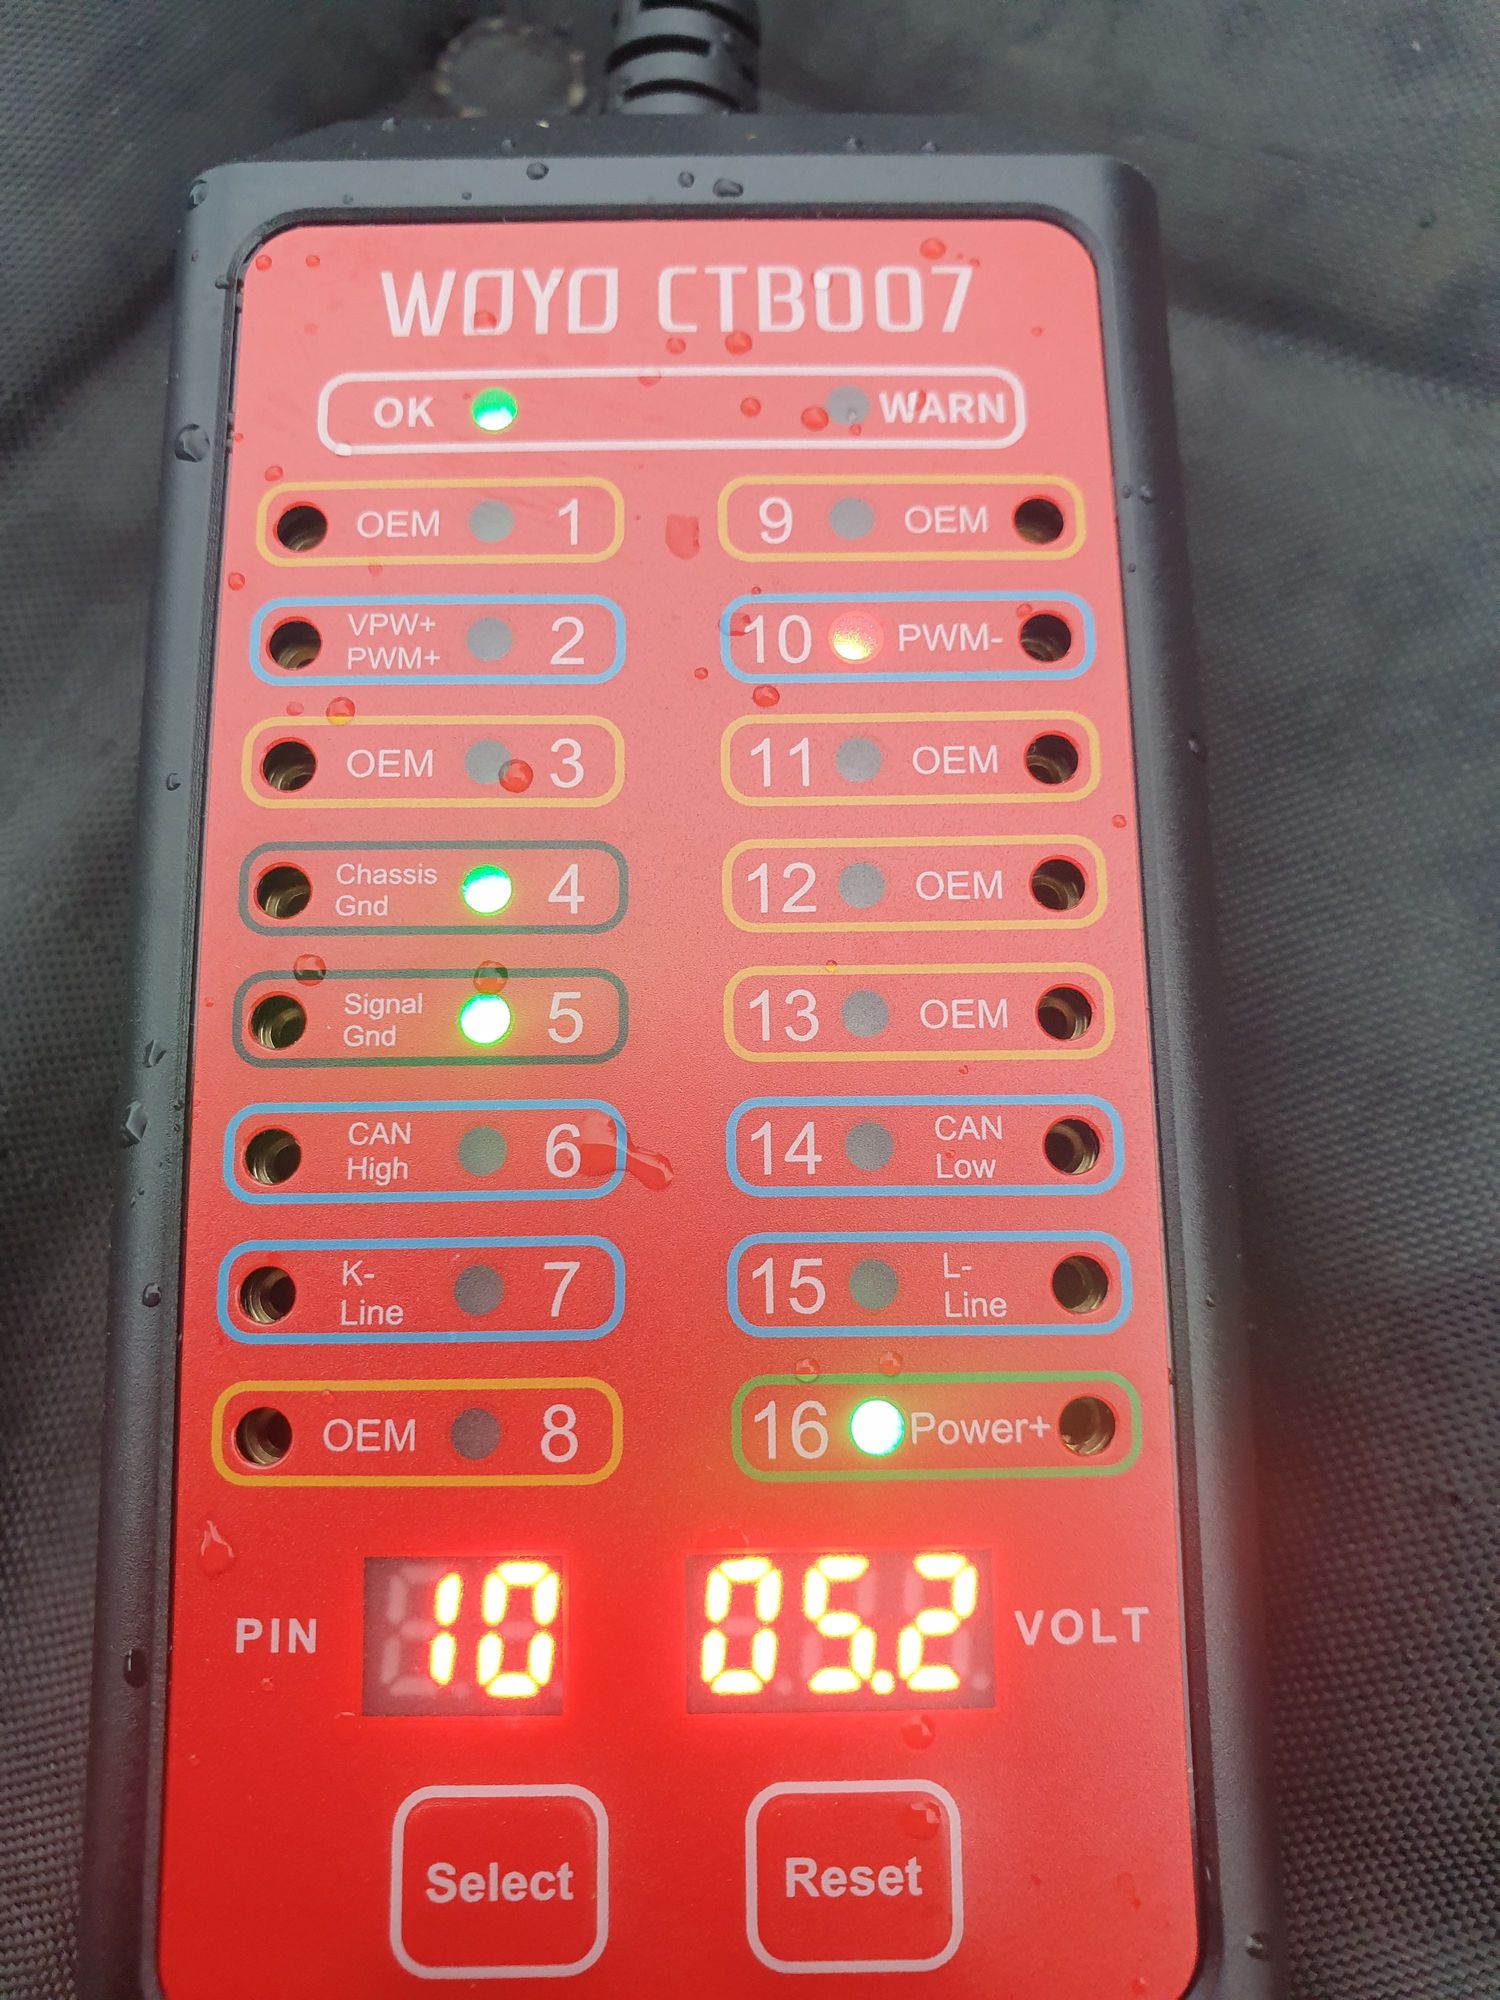 WOYO CTB007
OK WARN
OEM 1
9 OEM
VPW+
PWM+ 2
10 PWM-
OEM 3
11 OEM
Chassis
Gnd 4
12 OEM
Signal
Gnd 5
13 OEM
CAN
High 6
14 CAN
Low
K-
Line 7
15 L-
Line
OEM 8
16 Power+
PIN 10 05.2 VOLT
Select Reset